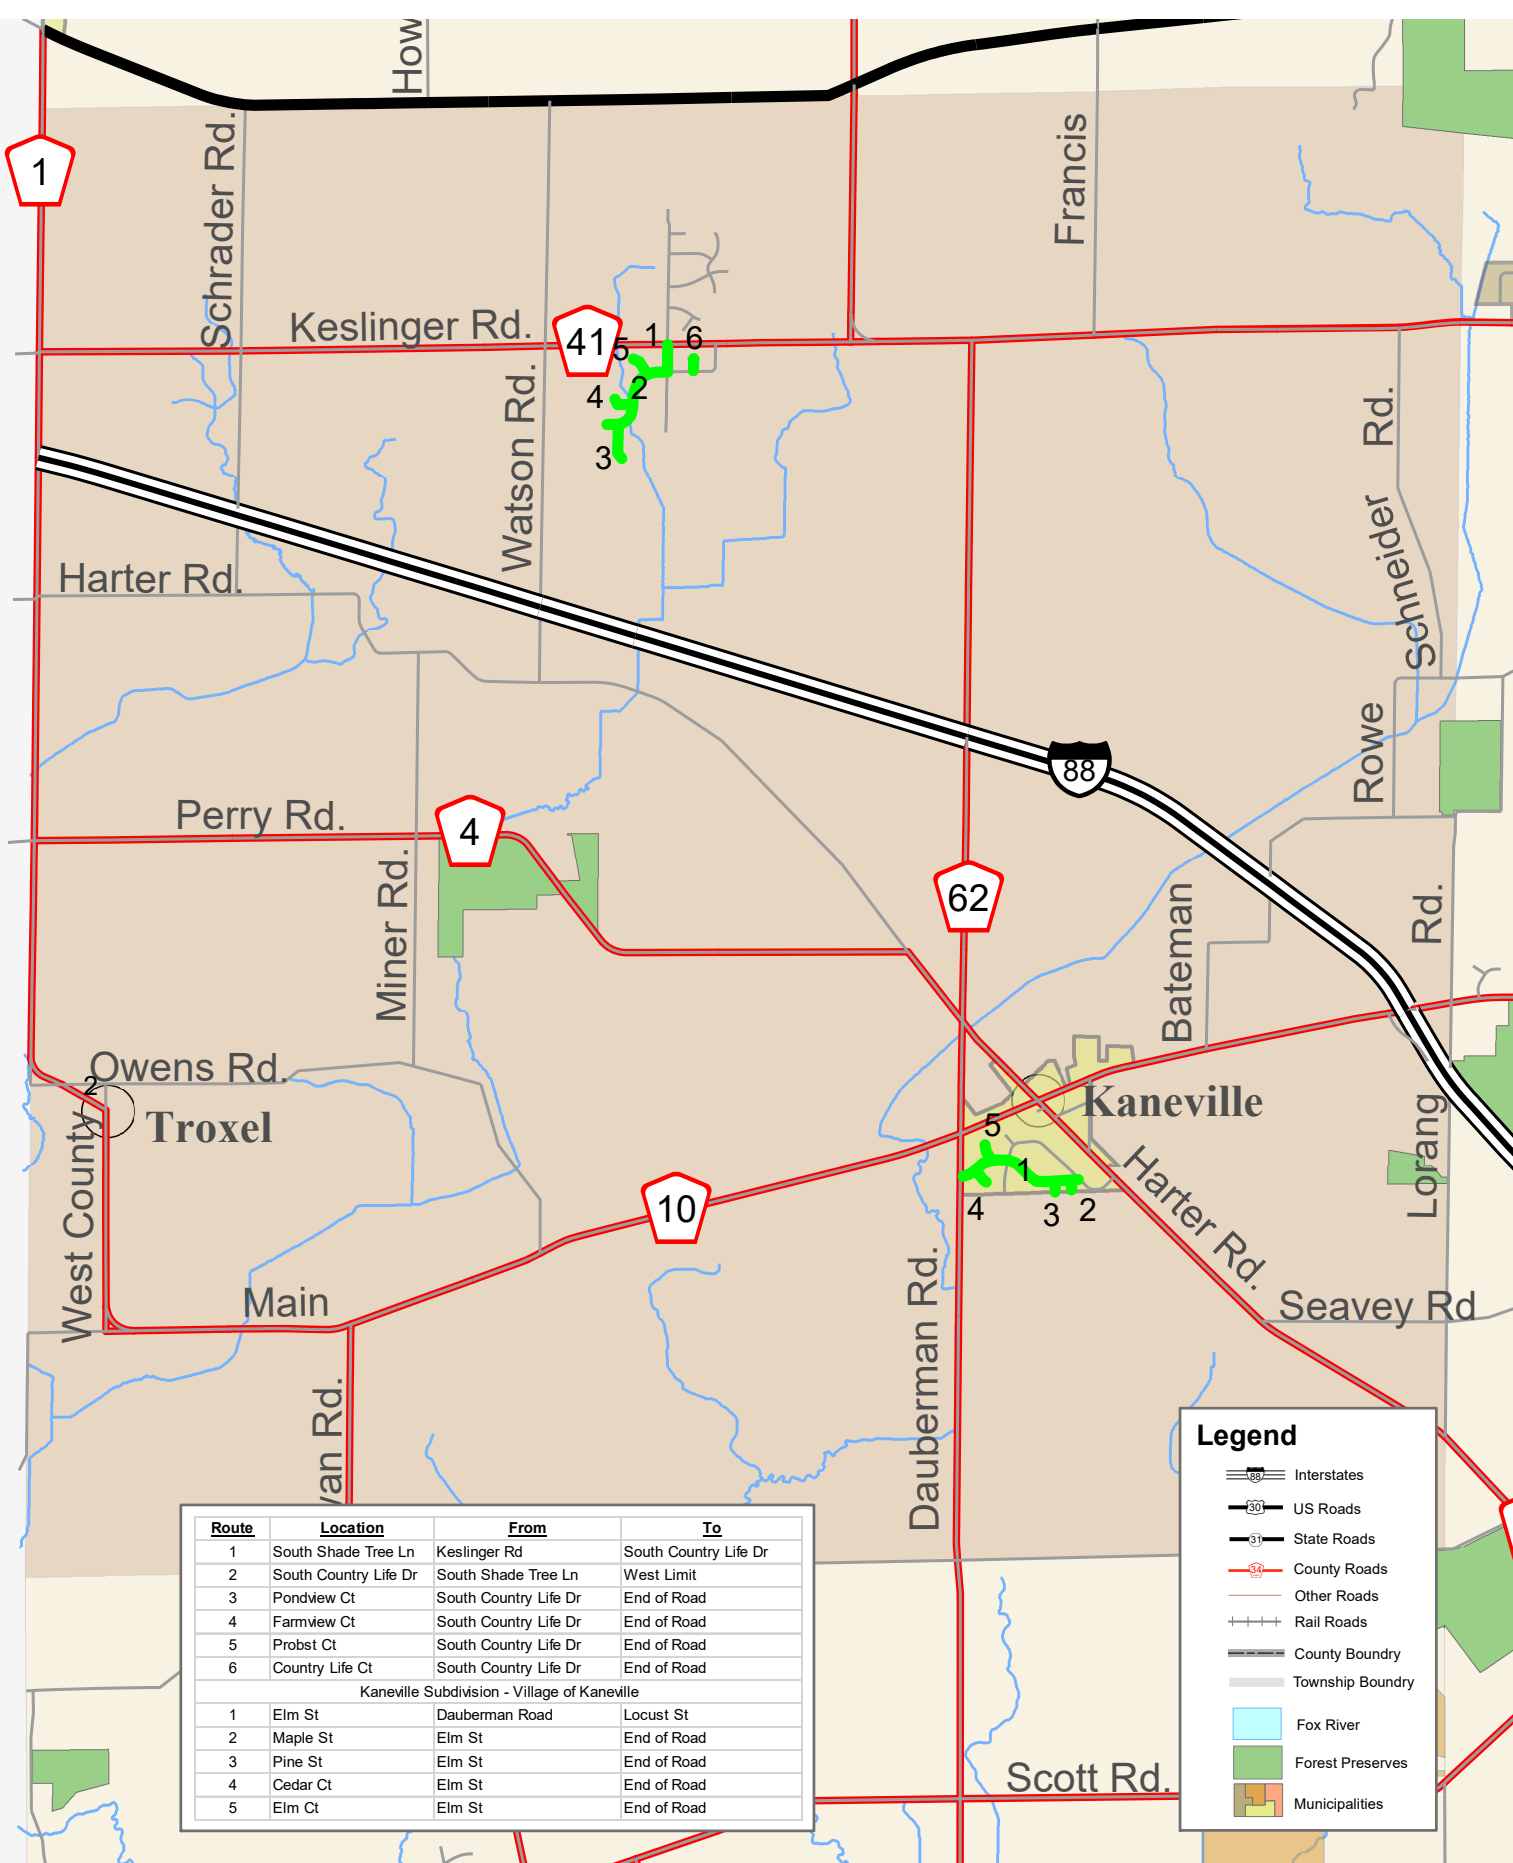 How
1
Schrader Rd.
Francis
Keslinger Rd.
41
1
6
5
2
4
3
Watson Rd.
Rd.
Schneider
Harter Rd.
88
Rowe
Perry Rd.
4
62
Miner Rd.
Bateman
Rd.
Owens Rd.
2
Troxel
Kaneville
West County
5
1
4
3
2
10
Harter Rd.
Lorang
Main
Dauberman Rd.
Seavey Rd
van Rd.
Scott Rd.
Route Location From To
1 South Shade Tree Ln Keslinger Rd South Country Life Dr
2 South Country Life Dr South Shade Tree Ln West Limit
3 Pondview Ct South Country Life Dr End of Road
4 Farmview Ct South Country Life Dr End of Road
5 Probst Ct South Country Life Dr End of Road
6 Country Life Ct South Country Life Dr End of Road
Kaneville Subdivision - Village of Kaneville
1 Elm St Dauberman Road Locust St
2 Maple St Elm St End of Road
3 Pine St Elm St End of Road
4 Cedar Ct Elm St End of Road
5 Elm Ct Elm St End of Road
Legend
88 Interstates
30 US Roads
31 State Roads
34 County Roads
Other Roads
Rail Roads
County Boundry
Township Boundry
Fox River
Forest Preserves
Municipalities